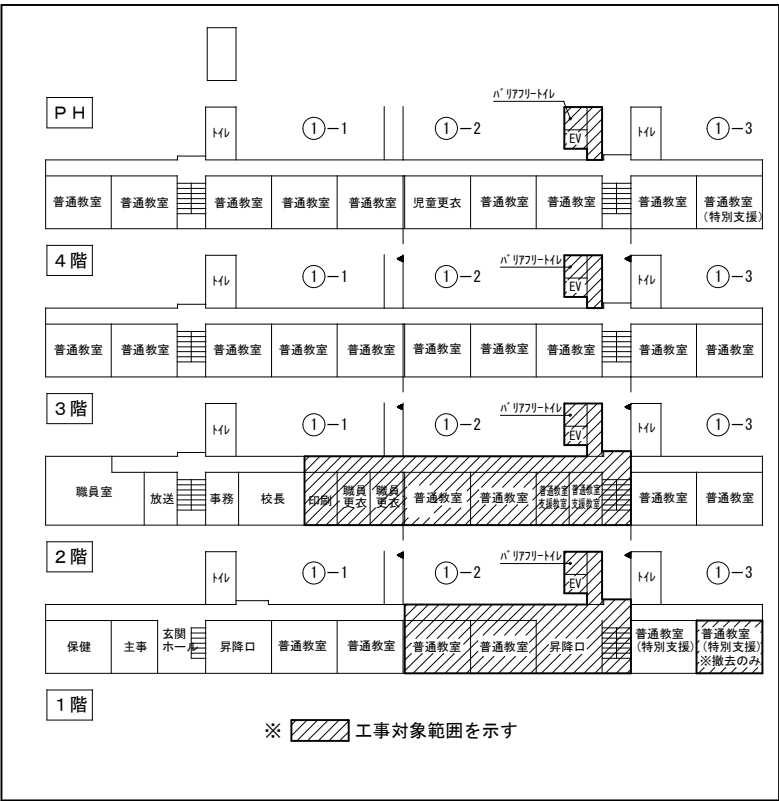 PH
トイレ
①-1
①-2
バリアフリートイレ
EV
トイレ
①-3
普通教室
普通教室
普通教室
普通教室
普通教室
児童更衣
普通教室
普通教室
普通教室
普通教室
(特別支援)
4階
トイレ
①-1
①-2
バリアフリートイレ
EV
トイレ
①-3
普通教室
普通教室
普通教室
普通教室
普通教室
普通教室
普通教室
普通教室
普通教室
普通教室
3階
トイレ
①-1
①-2
バリアフリートイレ
EV
トイレ
①-3
職員室
放送
事務
校長
印刷
職員
更衣
職員
更衣
普通教室
普通教室
普通教室
支援教室
普通教室
支援教室
普通教室
普通教室
2階
トイレ
①-1
①-2
バリアフリートイレ
EV
トイレ
①-3
保健
主事
玄関
ホール
昇降口
普通教室
普通教室
普通教室
普通教室
昇降口
普通教室
(特別支援)
普通教室
(特別支援)
※撤去のみ
1階
※ 工事対象範囲を示す